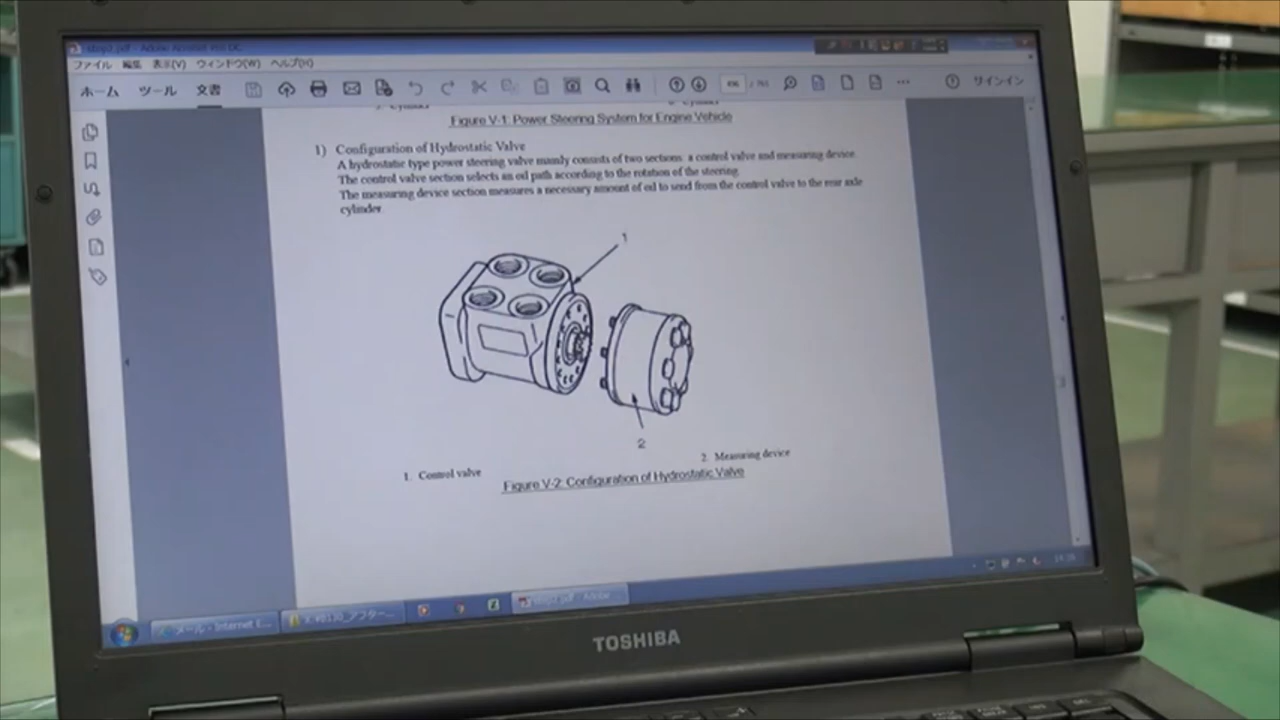 ファイル 編集 表示(V) ウィンドウ(W) ヘルプ(H)
ホーム ツール 文書
サインイン
Figure V-1: Power Steering System for Engine Vehicle
1) Configuration of Hydrostatic Valve
A hydrostatic type power steering valve mainly consists of two sections: a control valve and measuring device.
The control valve section selects an oil path according to the rotation of the steering.
The measuring device section measures a necessary amount of oil to send from the control valve to the rear axle
cylinder.
1
2
1. Control valve
2. Measuring device
Figure V-2: Configuration of Hydrostatic Valve
メール - Internet E...
TOSHIBA